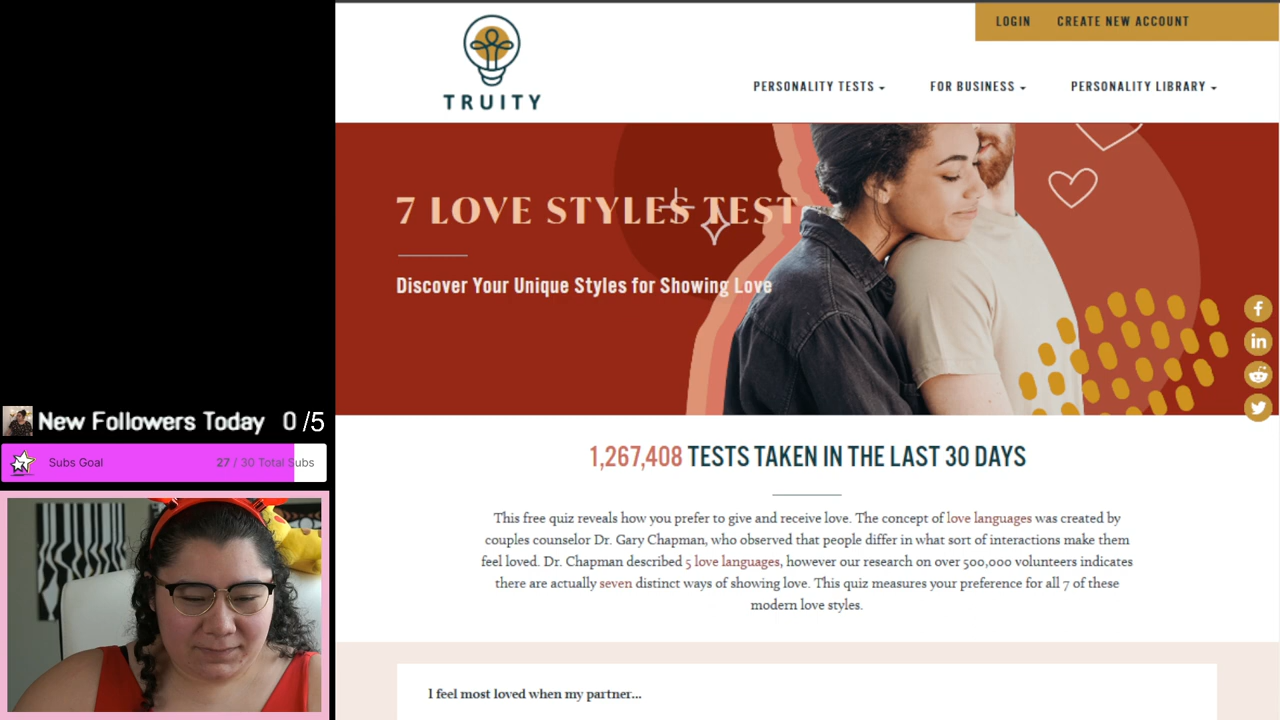 LOGIN
CREATE NEW ACCOUNT
TRUITY
PERSONALITY TESTS
FOR BUSINESS
PERSONALITY LIBRARY
7 LOVE STYLES TEST
Discover Your Unique Styles for Showing Love
New Followers Today 0 /5
Subs Goal 27 / 30 Total Subs
1,267,408 TESTS TAKEN IN THE LAST 30 DAYS
This free quiz reveals how you prefer to give and receive love. The concept of love languages was created by
couples counselor Dr. Gary Chapman, who observed that people differ in what sort of interactions make them
feel loved. Dr. Chapman described 5 love languages, however our research on over 500,000 volunteers indicates
there are actually seven distinct ways of showing love. This quiz measures your preference for all 7 of these
modern love styles.
I feel most loved when my partner...